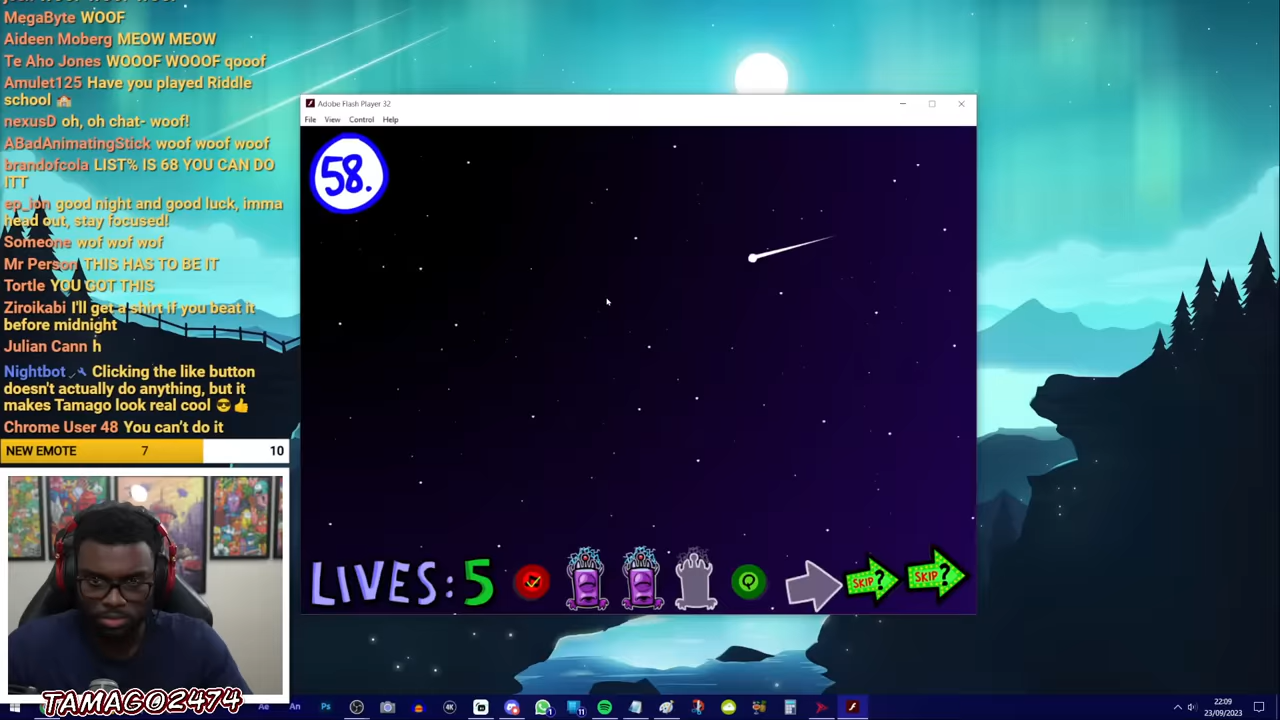 MegaByte WOOF
Aideen Moberg MEOW MEOW
Te Aho Jones WOOOF WOOOF qooof
Amulet125 Have you played Riddle
school
nexusD oh, oh chat- woof!
ABadAnimatingStick woof woof woof
brandofcola LIST% IS 68 YOU CAN DO
ITT
ep_ion good night and good luck, imma
head out, stay focused!
Someone wof wof wof
Mr Person THIS HAS TO BE IT
Tortle YOU GOT THIS
Ziroikabi I'll get a shirt if you beat it
before midnight
Julian Cann h
Nightbot Clicking the like button
doesn't actually do anything, but it
makes Tamago look real cool 😎👍
Chrome User 48 You can't do it
NEW EMOTE 7 10
Adobe Flash Player 32
File View Control Help
58.
LIVES: 5 SKIP? SKIP?
TAMAGO2474
Ae An Ps 4K
22:09
23/09/2023